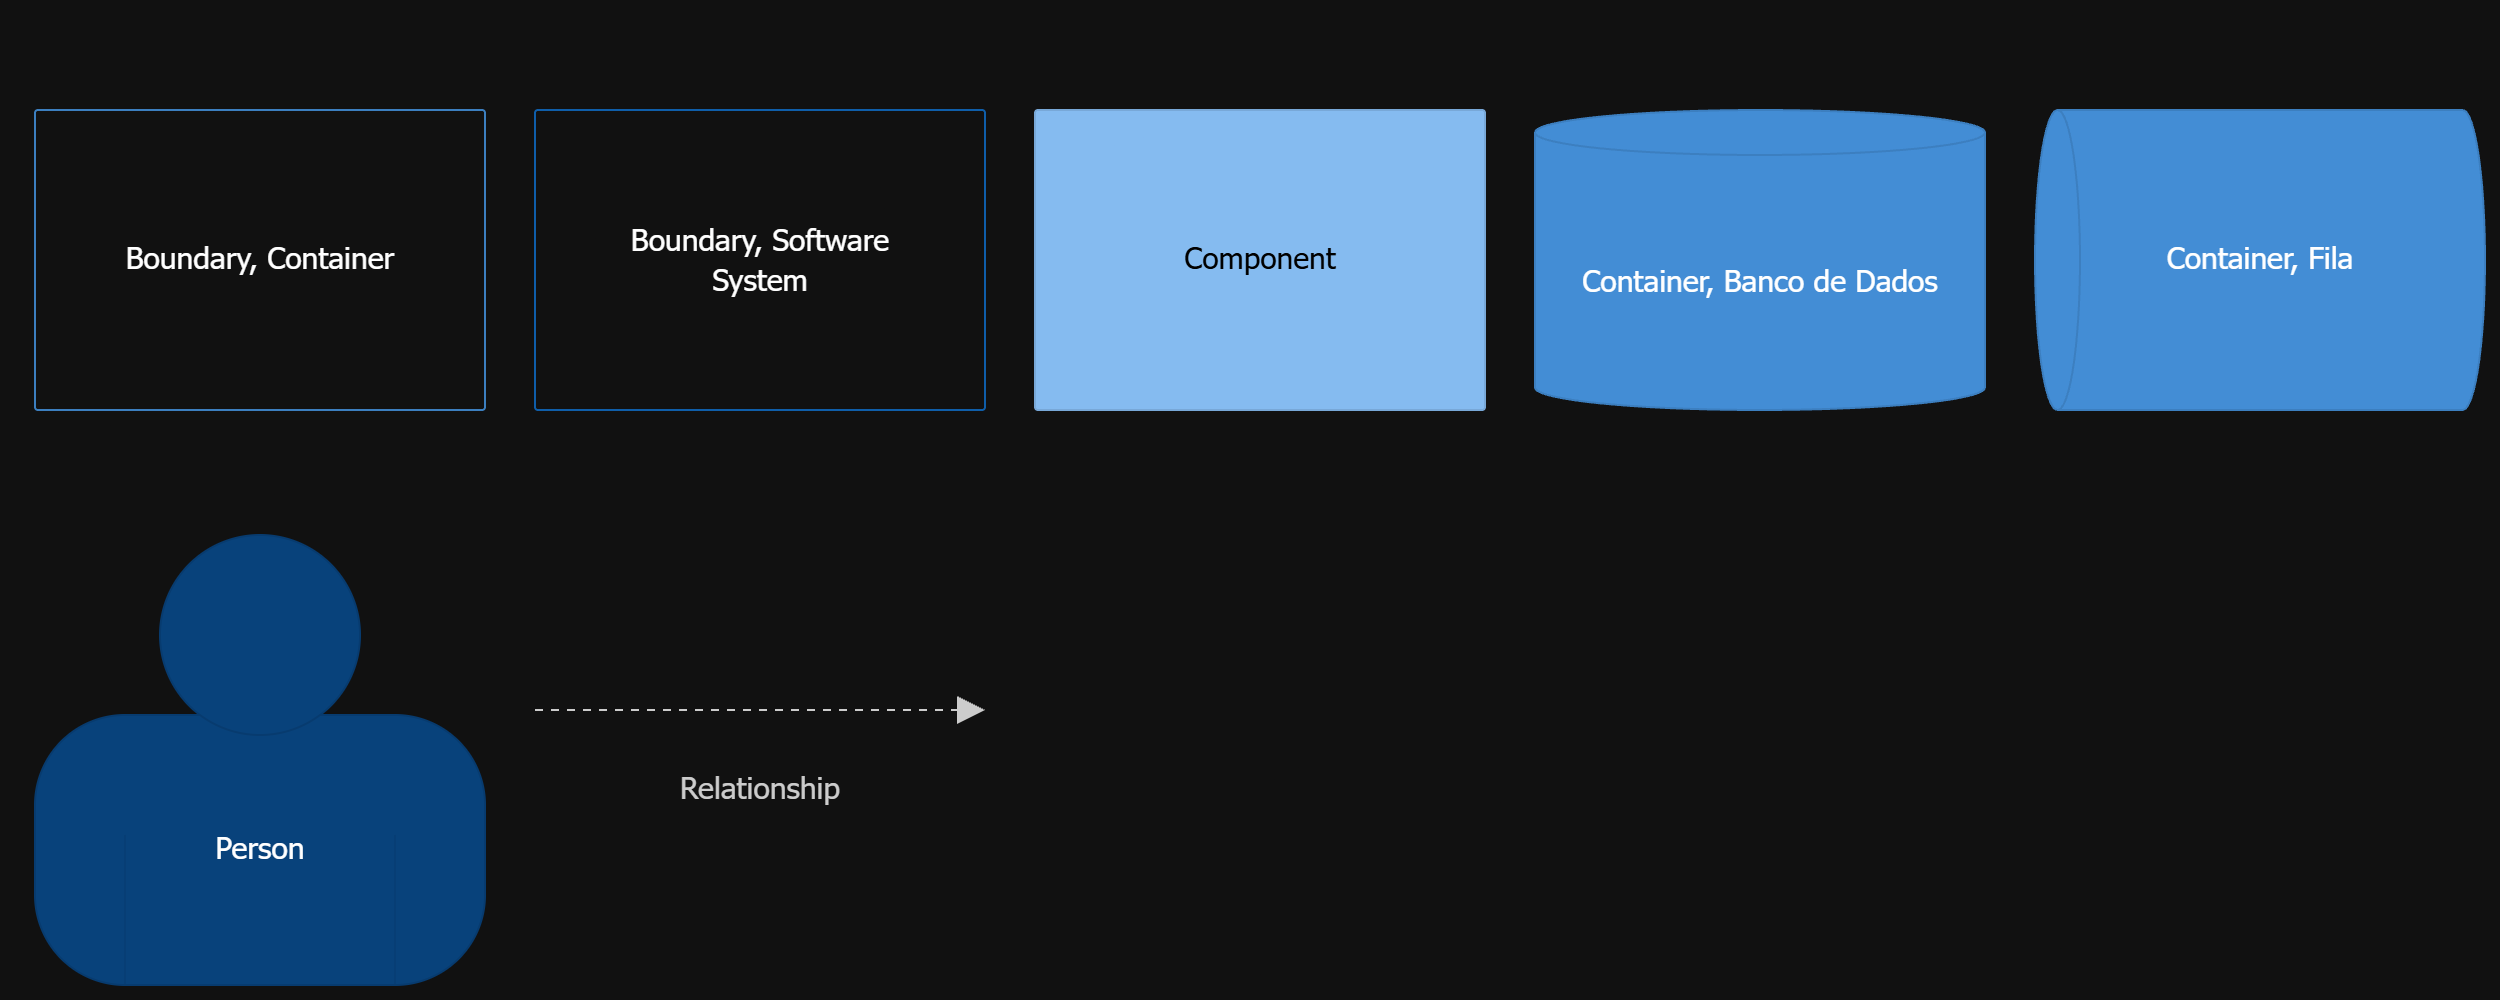 Boundary, Container
Boundary, Software
System
Component
Container, Banco de Dados
Container, Fila
Person
Relationship